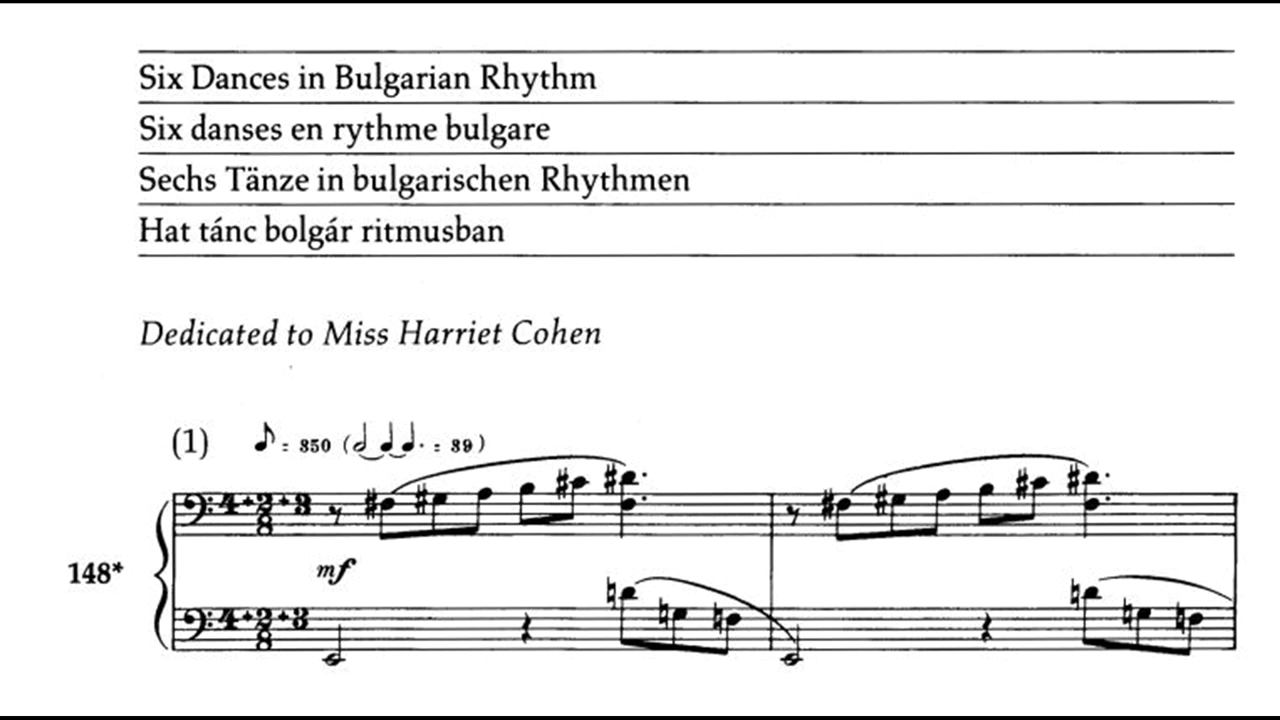 Six Dances in Bulgarian Rhythm
Six danses en rythme bulgare
Sechs Tänze in bulgarischen Rhythmen
Hat tánc bolgár ritmusban
Dedicated to Miss Harriet Cohen
(1) ♪ = 350 (𝅗𝅥 ♩ ♩. = 39)
4+2+3
8
148*
mf
4+2+3
8